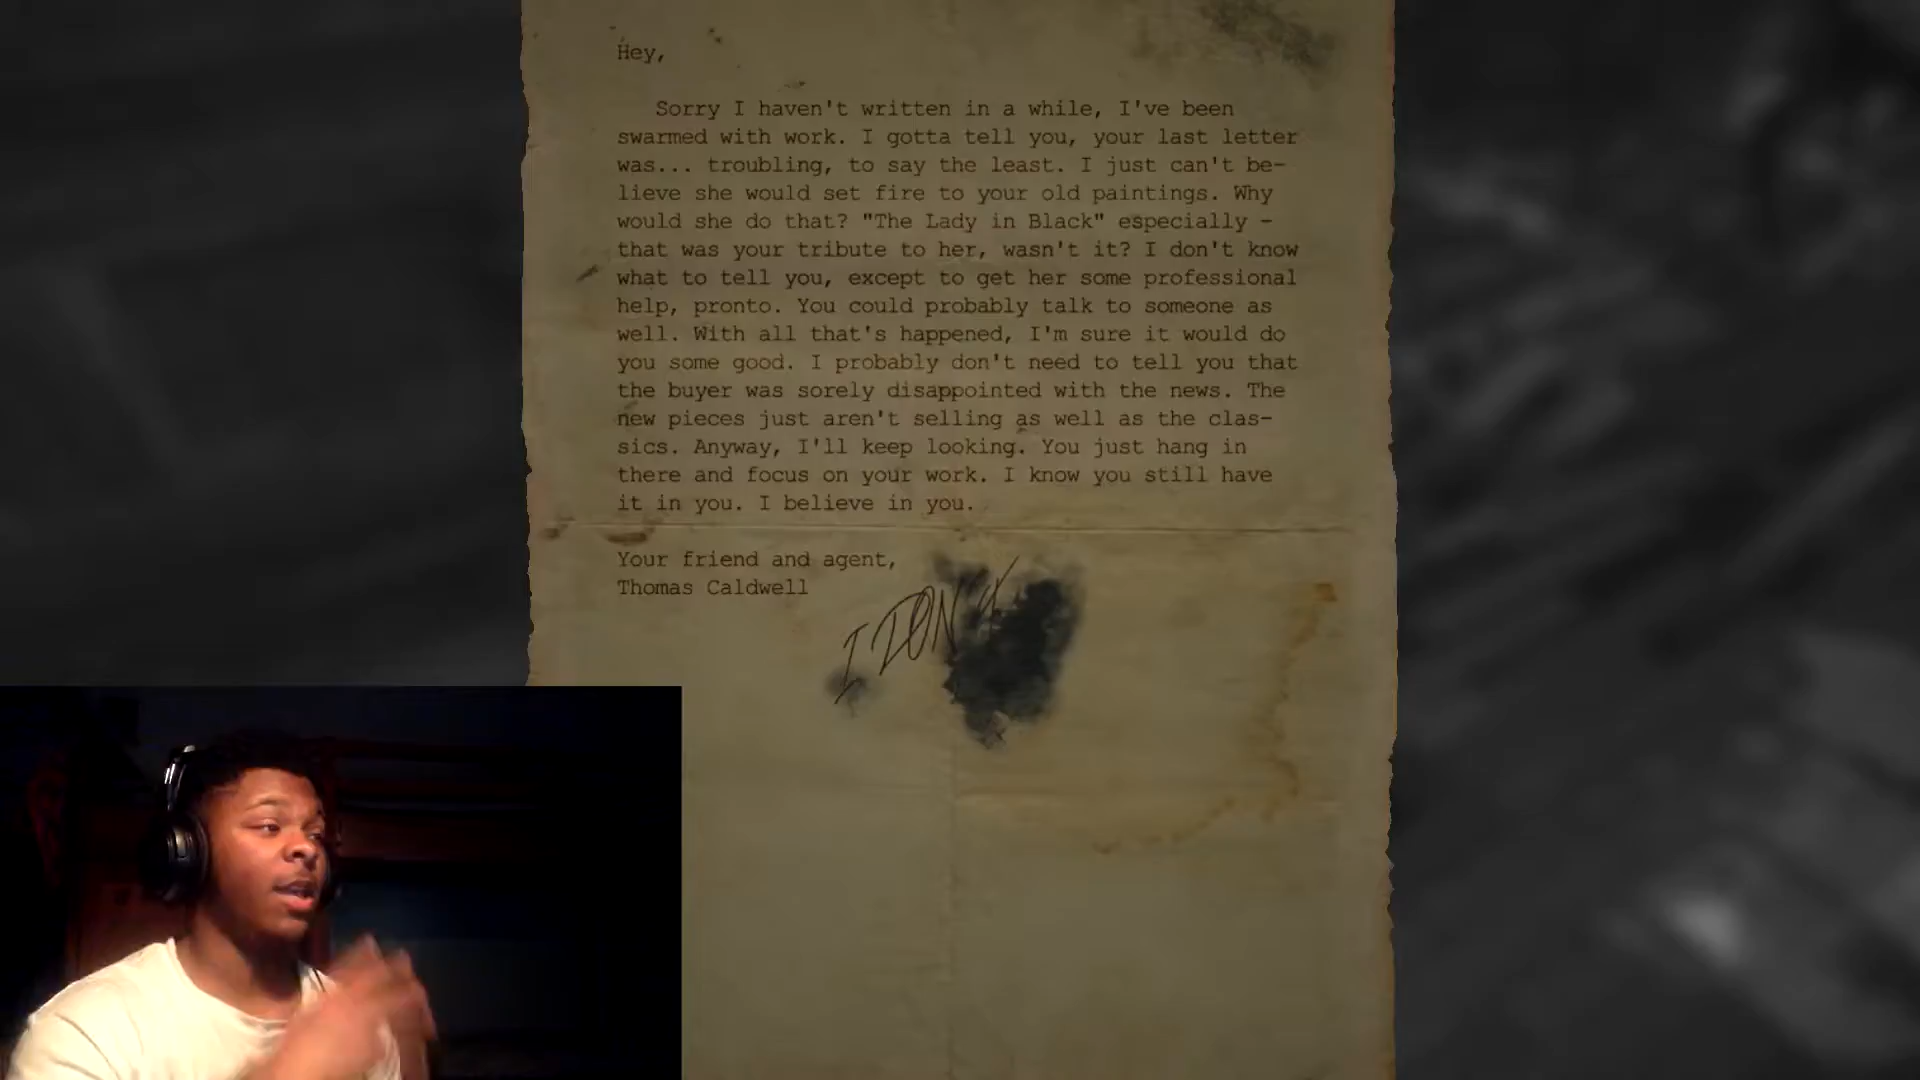 Hey,
Sorry I haven't written in a while, I've been
swarmed with work. I gotta tell you, your last letter
was... troubling, to say the least. I just can't be-
lieve she would set fire to your old paintings. Why
would she do that? "The Lady in Black" especially -
that was your tribute to her, wasn't it? I don't know
what to tell you, except to get her some professional
help, pronto. You could probably talk to someone as
well. With all that's happened, I'm sure it would do
you some good. I probably don't need to tell you that
the buyer was sorely disappointed with the news. The
new pieces just aren't selling as well as the clas-
sics. Anyway, I'll keep looking. You just hang in
there and focus on your work. I know you still have
it in you. I believe in you.
Your friend and agent,
Thomas Caldwell
I DON'T